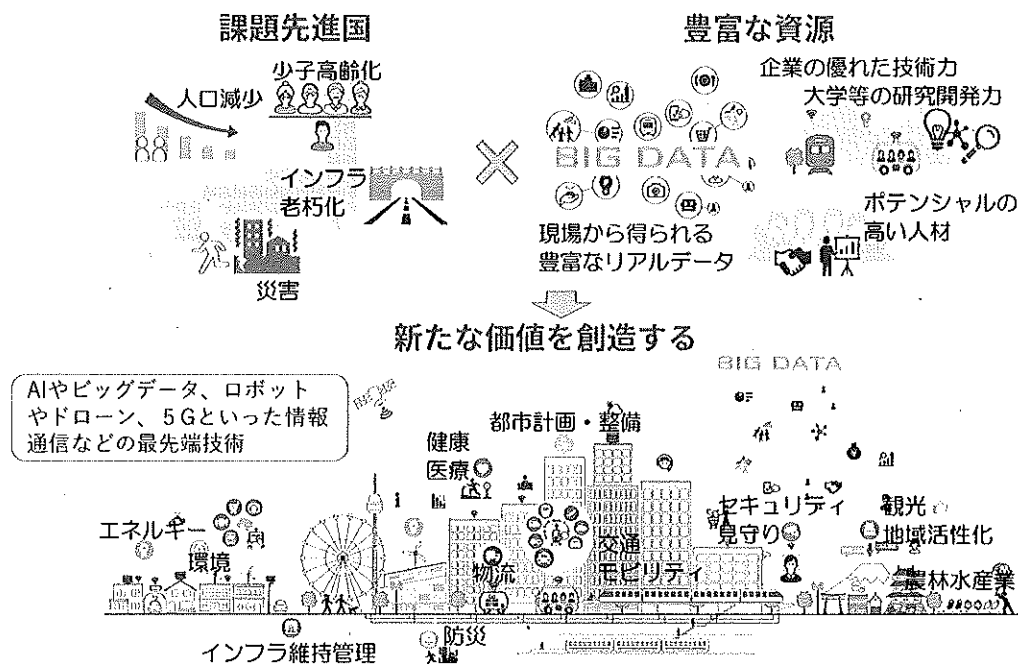 課題先進国
豊富な資源
少子高齢化
人口減少
インフラ
老朽化
災害
BIG DATA
現場から得られる
豊富なリアルデータ
企業の優れた技術力
大学等の研究開発力
ポテンシャルの
高い人材
新たな価値を創造する
BIG DATA
AIやビッグデータ、ロボット
やドローン、5Gといった情報
通信などの最先端技術
都市計画・整備
健康
医療
セキュリティ
見守り
観光
地域活性化
エネルギー
環境
物流
交通
モビリティ
農林水産業
防災
インフラ維持管理